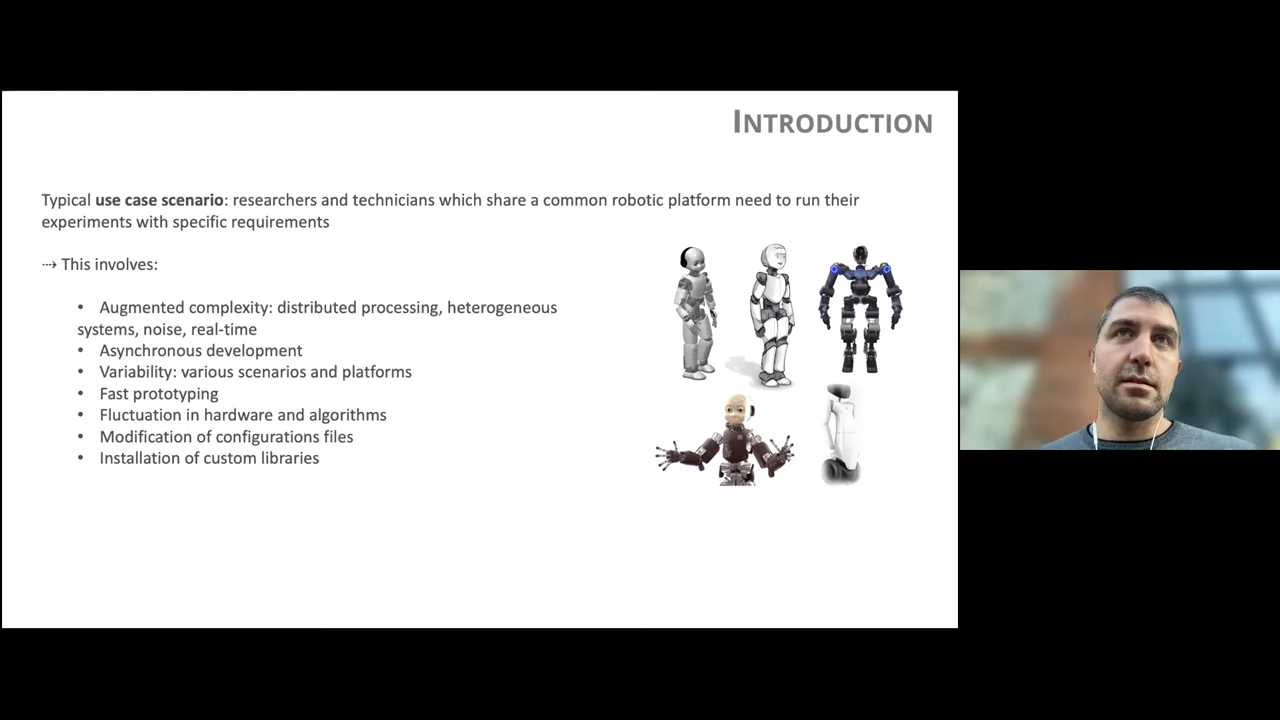 INTRODUCTION
Typical use case scenario: researchers and technicians which share a common robotic platform need to run their
experiments with specific requirements
⇢ This involves:
• Augmented complexity: distributed processing, heterogeneous
systems, noise, real-time
• Asynchronous development
• Variability: various scenarios and platforms
• Fast prototyping
• Fluctuation in hardware and algorithms
• Modification of configurations files
• Installation of custom libraries